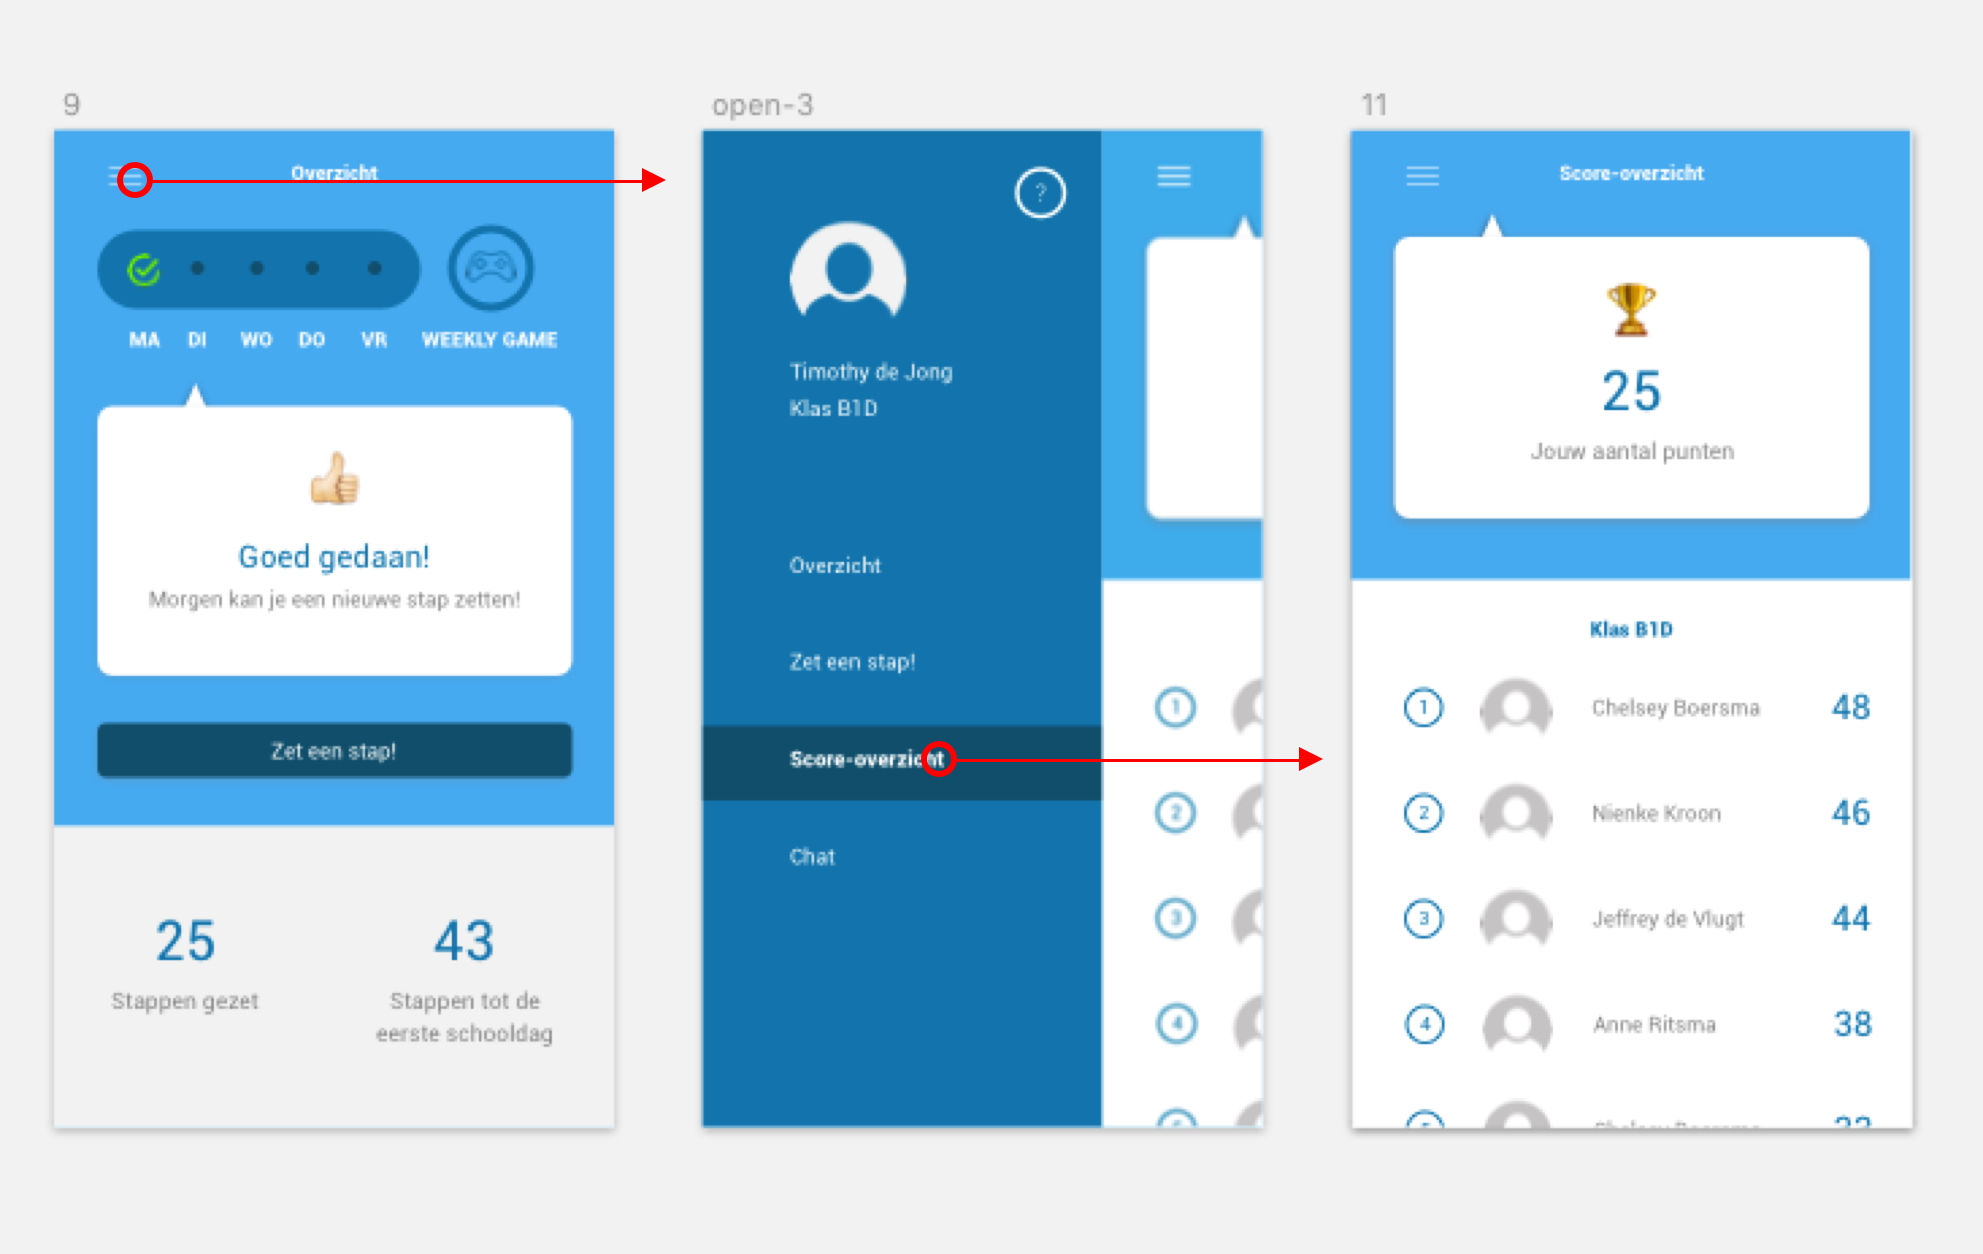 9
Overzicht
MA DI WO DO VR WEEKLY GAME
Goed gedaan!
Morgen kan je een nieuwe stap zetten!
Zet een stap!
25
Stappen gezet
43
Stappen tot de
eerste schooldag
open-3
?
Timothy de Jong
Klas B1D
Overzicht
Zet een stap!
Score-overzicht
Chat
1
2
3
4
11
Score-overzicht
25
Jouw aantal punten
Klas B1D
1 Chelsey Boersma 48
2 Nienke Kroon 46
3 Jeffrey de Vlugt 44
4 Anne Ritsma 38